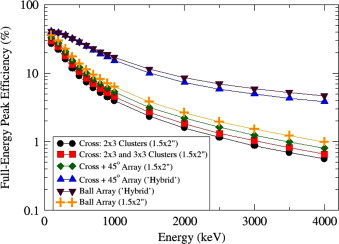 Full-Energy Peak Efficiency (%)
100
10
1
0.1
Cross: 2x3 Clusters (1.5x2")
Cross: 2x3 and 3x3 Clusters (1.5x2")
Cross + 45° Array (1.5x2")
Cross + 45° Array ('Hybrid')
Ball Array ('Hybrid')
Ball Array (1.5x2")
0 1000 2000 3000 4000
Energy (keV)